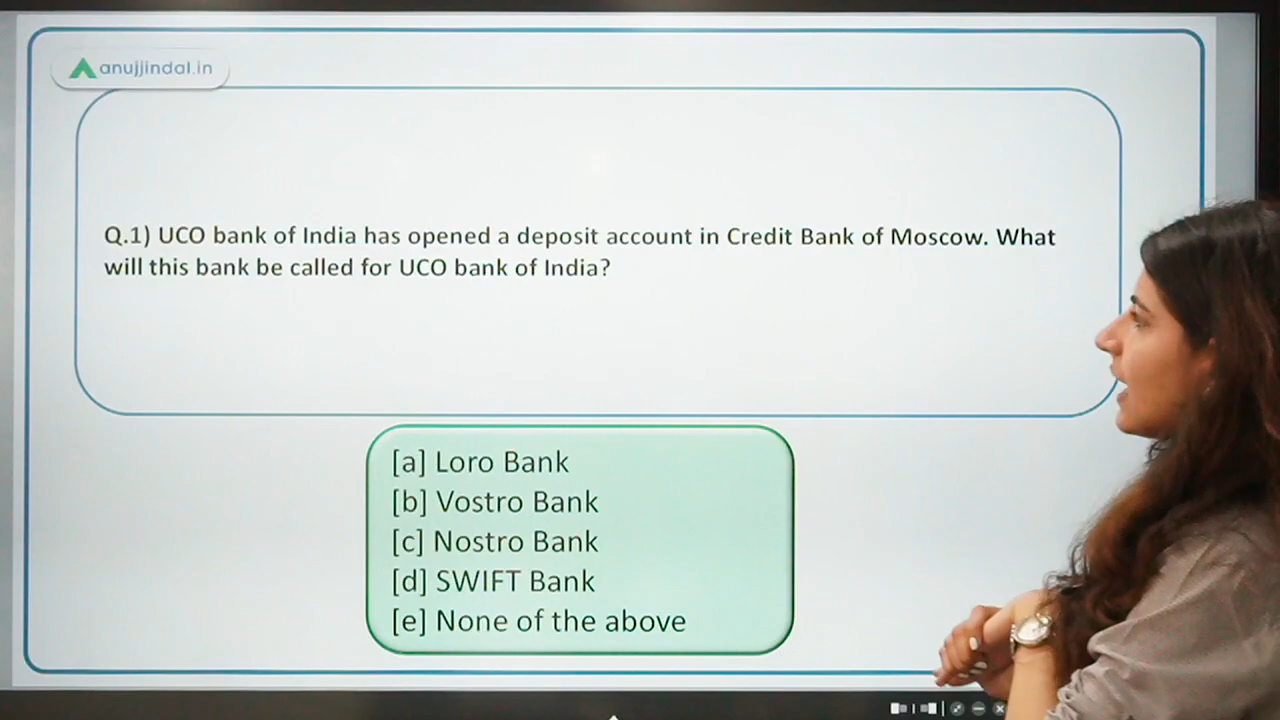 anujjindal.in
Q.1) UCO bank of India has opened a deposit account in Credit Bank of Moscow. What
will this bank be called for UCO bank of India?
[a] Loro Bank
[b] Vostro Bank
[c] Nostro Bank
[d] SWIFT Bank
[e] None of the above